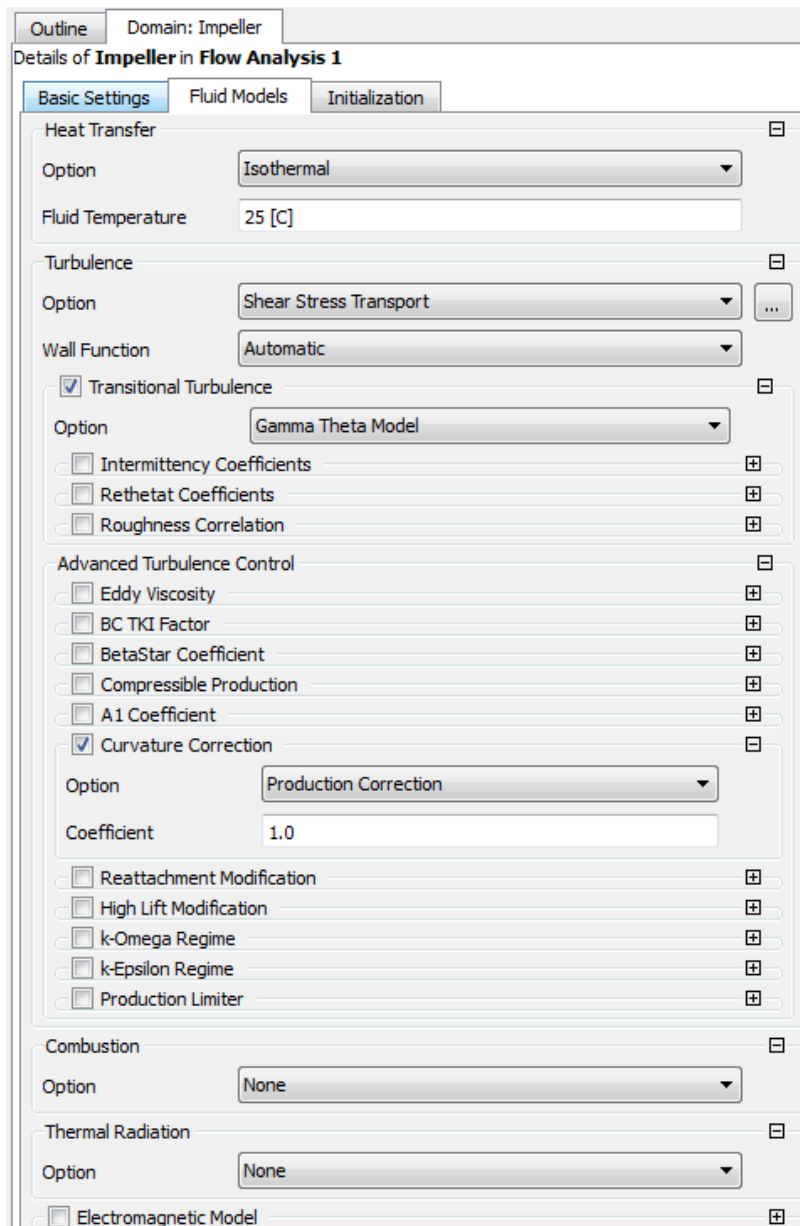 Outline Domain: Impeller
Details of Impeller in Flow Analysis 1
Basic Settings Fluid Models Initialization
Heat Transfer
Option Isothermal
Fluid Temperature 25 [C]
Turbulence
Option Shear Stress Transport ...
Wall Function Automatic
Transitional Turbulence
Option Gamma Theta Model
Intermittency Coefficients
Rethetat Coefficients
Roughness Correlation
Advanced Turbulence Control
Eddy Viscosity
BC TKI Factor
BetaStar Coefficient
Compressible Production
A1 Coefficient
Curvature Correction
Option Production Correction
Coefficient 1.0
Reattachment Modification
High Lift Modification
k-Omega Regime
k-Epsilon Regime
Production Limiter
Combustion
Option None
Thermal Radiation
Option None
Electromagnetic Model